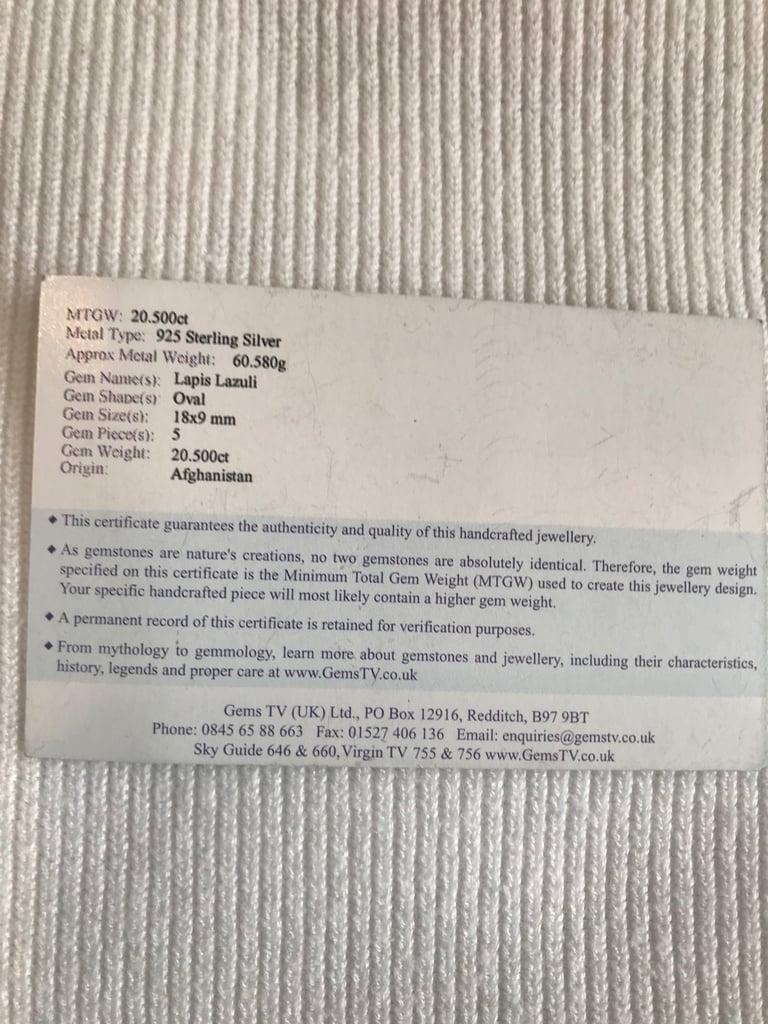 MTGW: 20.500ct
Metal Type: 925 Sterling Silver
Approx Metal Weight: 60.580g
Gem Name(s): Lapis Lazuli
Gem Shape(s) Oval
Gem Size(s): 18x9 mm
Gem Piece(s): 5
Gem Weight: 20.500ct
Origin: Afghanistan
◆ This certificate guarantees the authenticity and quality of this handcrafted jewellery.
◆ As gemstones are nature's creations, no two gemstones are absolutely identical. Therefore, the gem weight
specified on this certificate is the Minimum Total Gem Weight (MTGW) used to create this jewellery design.
Your specific handcrafted piece will most likely contain a higher gem weight.
◆ A permanent record of this certificate is retained for verification purposes.
◆ From mythology to gemmology, learn more about gemstones and jewellery, including their characteristics,
history, legends and proper care at www.GemsTV.co.uk
Gems TV (UK) Ltd., PO Box 12916, Redditch, B97 9BT
Phone: 0845 65 88 663 Fax: 01527 406 136 Email: enquiries@gemstv.co.uk
Sky Guide 646 & 660, Virgin TV 755 & 756 www.GemsTV.co.uk